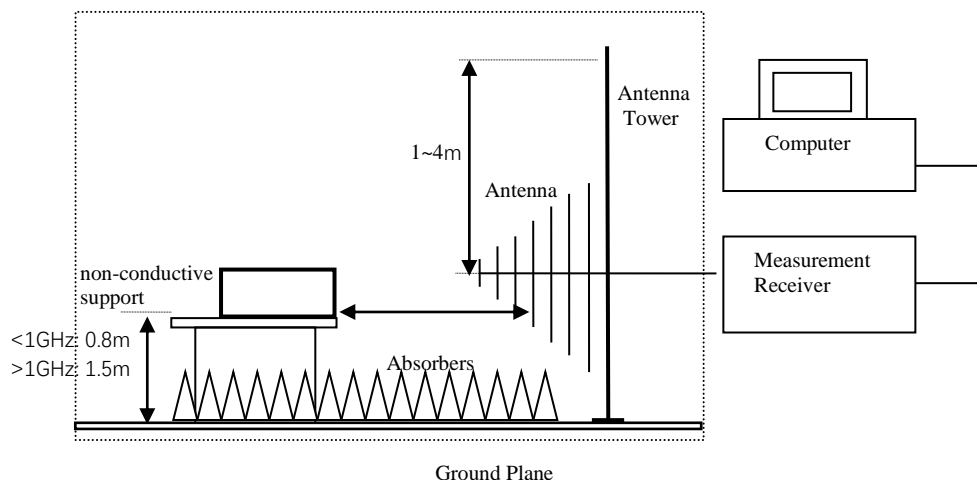 Antenna
Tower
Computer
1~4m
Antenna
Measurement
Receiver
non-conductive
support
<1GHz: 0.8m
>1GHz: 1.5m
Absorbers
Ground Plane